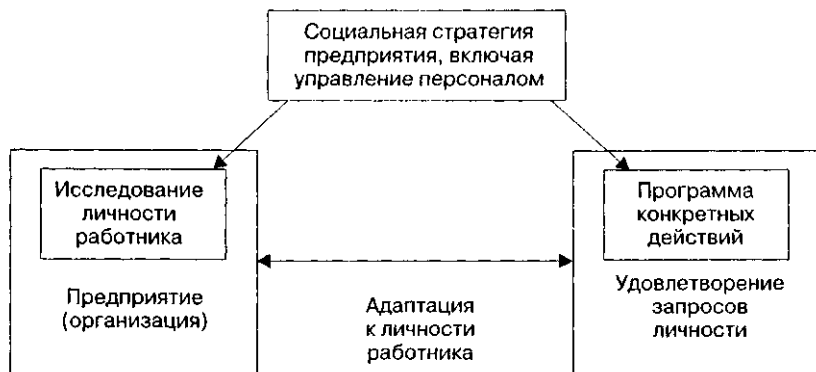 Социальная стратегия
предприятия, включая
управление персоналом
Исследование
личности
работника
Предприятие
(организация)
Адаптация
к личности
работника
Программа
конкретных
действий
Удовлетворение
запросов
личности